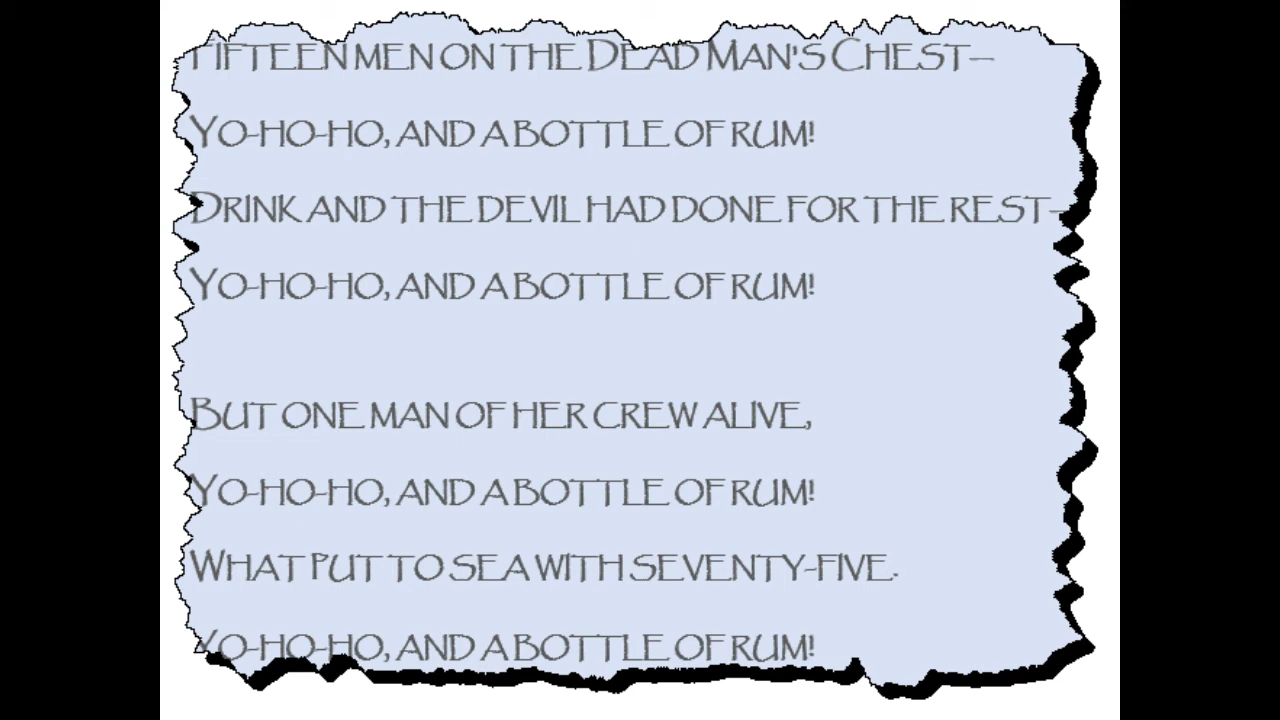 Fifteen men on the Dead Man's Chest—
Yo-ho-ho, and a bottle of rum!
Drink and the devil had done for the rest—
Yo-ho-ho, and a bottle of rum!
But one man of her crew alive,
Yo-ho-ho, and a bottle of rum!
What put to sea with seventy-five.
Yo-ho-ho, and a bottle of rum!